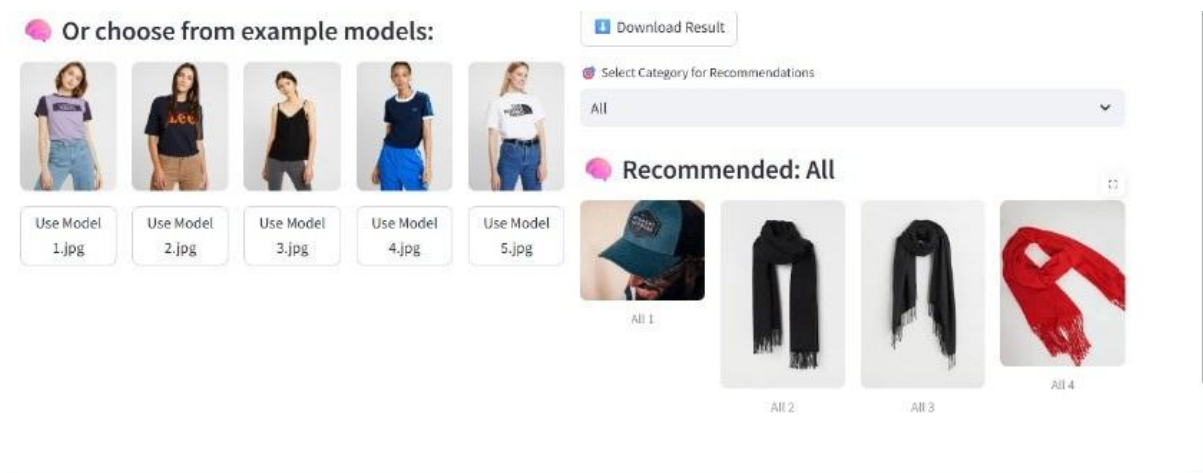 Or choose from example models:
Use Model
1.jpg
Use Model
2.jpg
Use Model
3.jpg
Use Model
4.jpg
Use Model
5.jpg
Lee
Download Result
Select Category for Recommendations
All
Recommended: All
All 1
All 2
All 3
All 4